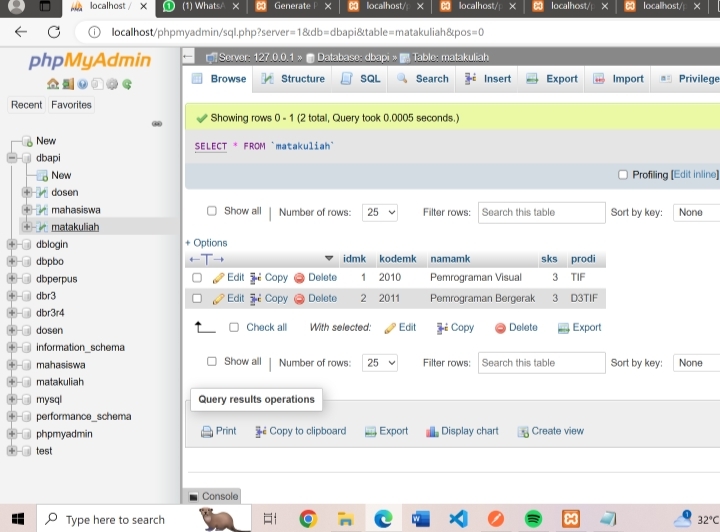 localhost /
(1) WhatsA
Generate F
localhost/
localhost/
localhost/
localhost/
localhost/phpmyadmin/sql.php?server=1&db=dbapi&table=matakuliah&pos=0
phpMyAdmin
Recent Favorites
New
dbapi
New
dosen
mahasiswa
matakuliah
dblogin
dbpbo
dbperpus
dbr3
dbr3r4
dosen
information_schema
mahasiswa
matakuliah
mysql
performance_schema
phpmyadmin
test
Server: 127.0.0.1 » Database: dbapi » Table: matakuliah
Browse Structure SQL Search Insert Export Import Privilege
Showing rows 0 - 1 (2 total, Query took 0.0005 seconds.)
SELECT * FROM `matakuliah`
Profiling [Edit inline]
Show all | Number of rows: 25 Filter rows: Search this table Sort by key: None
+ Options
←T→ idmk kodemk namamk sks prodi
Edit Copy Delete 1 2010 Pemrograman Visual 3 TIF
Edit Copy Delete 2 2011 Pemrograman Bergerak 3 D3TIF
Check all With selected: Edit Copy Delete Export
Show all | Number of rows: 25 Filter rows: Search this table Sort by key: None
Query results operations
Print Copy to clipboard Export Display chart Create view
Console
Type here to search
32°C